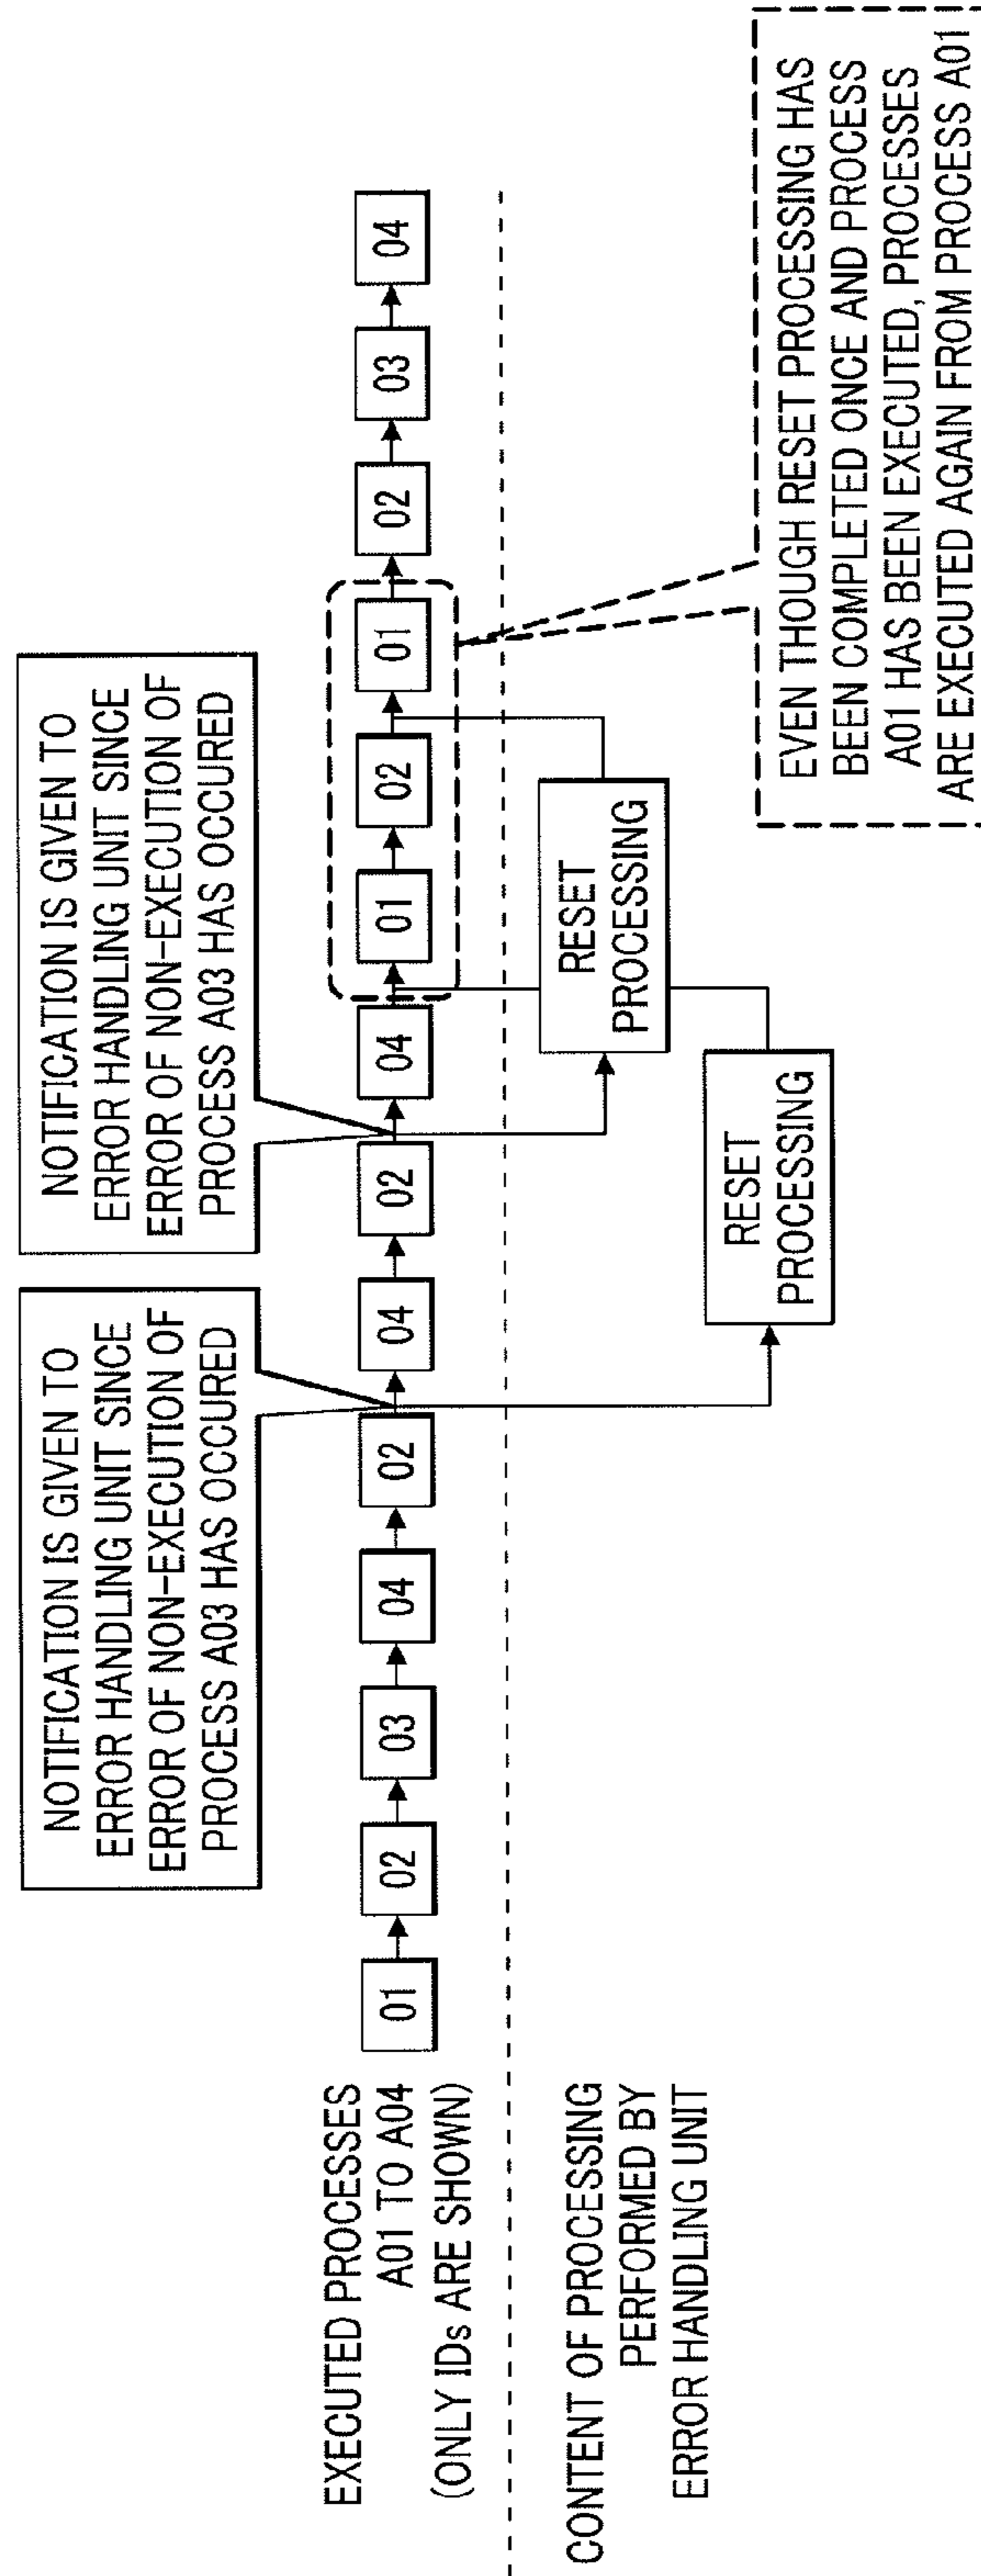 NOTIFICATION IS GIVEN TO
ERROR HANDLING UNIT SINCE
ERROR OF NON-EXECUTION OF
PROCESS A03 HAS OCCURED
NOTIFICATION IS GIVEN TO
ERROR HANDLING UNIT SINCE
ERROR OF NON-EXECUTION OF
PROCESS A03 HAS OCCURED
EXECUTED PROCESSES
A01 TO A04
(ONLY IDs ARE SHOWN)
01
02
03
04
02
04
02
04
01
02
01
02
03
04
CONTENT OF PROCESSING
PERFORMED BY
ERROR HANDLING UNIT
RESET
PROCESSING
RESET
PROCESSING
EVEN THOUGH RESET PROCESSING HAS
BEEN COMPLETED ONCE AND PROCESS
A01 HAS BEEN EXECUTED, PROCESSES
ARE EXECUTED AGAIN FROM PROCESS A01